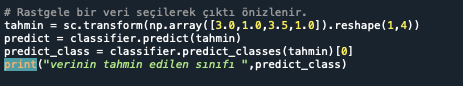 # Rastgele bir veri seçilerek çıktı önizlenir.
tahmin = sc.transform(np.array([3.0,1.0,3.5,1.0]).reshape(1,4))
predict = classifier.predict(tahmin)
predict_class = classifier.predict_classes(tahmin)[0]
print("verinin tahmin edilen sınıfı ",predict_class)